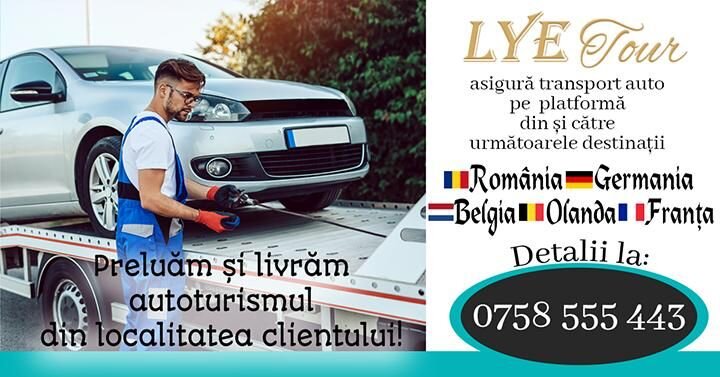 LYE Tour
asigură transport auto
pe platformă
din și către
următoarele destinații
România Germania
Belgia Olanda Franța
Detalii la:
0758 555 443
Preluăm și livrăm
autoturismul
din localitatea clientului!